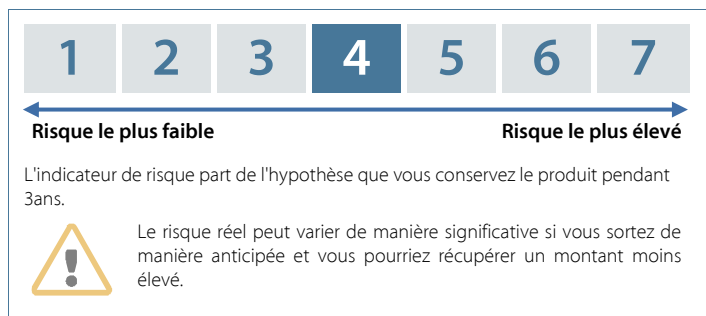 1 2 3 4 5 6 7
Risque le plus faible Risque le plus élevé
L'indicateur de risque part de l'hypothèse que vous conservez le produit pendant
3ans.
Le risque réel peut varier de manière significative si vous sortez de
manière anticipée et vous pourriez récupérer un montant moins
élevé.